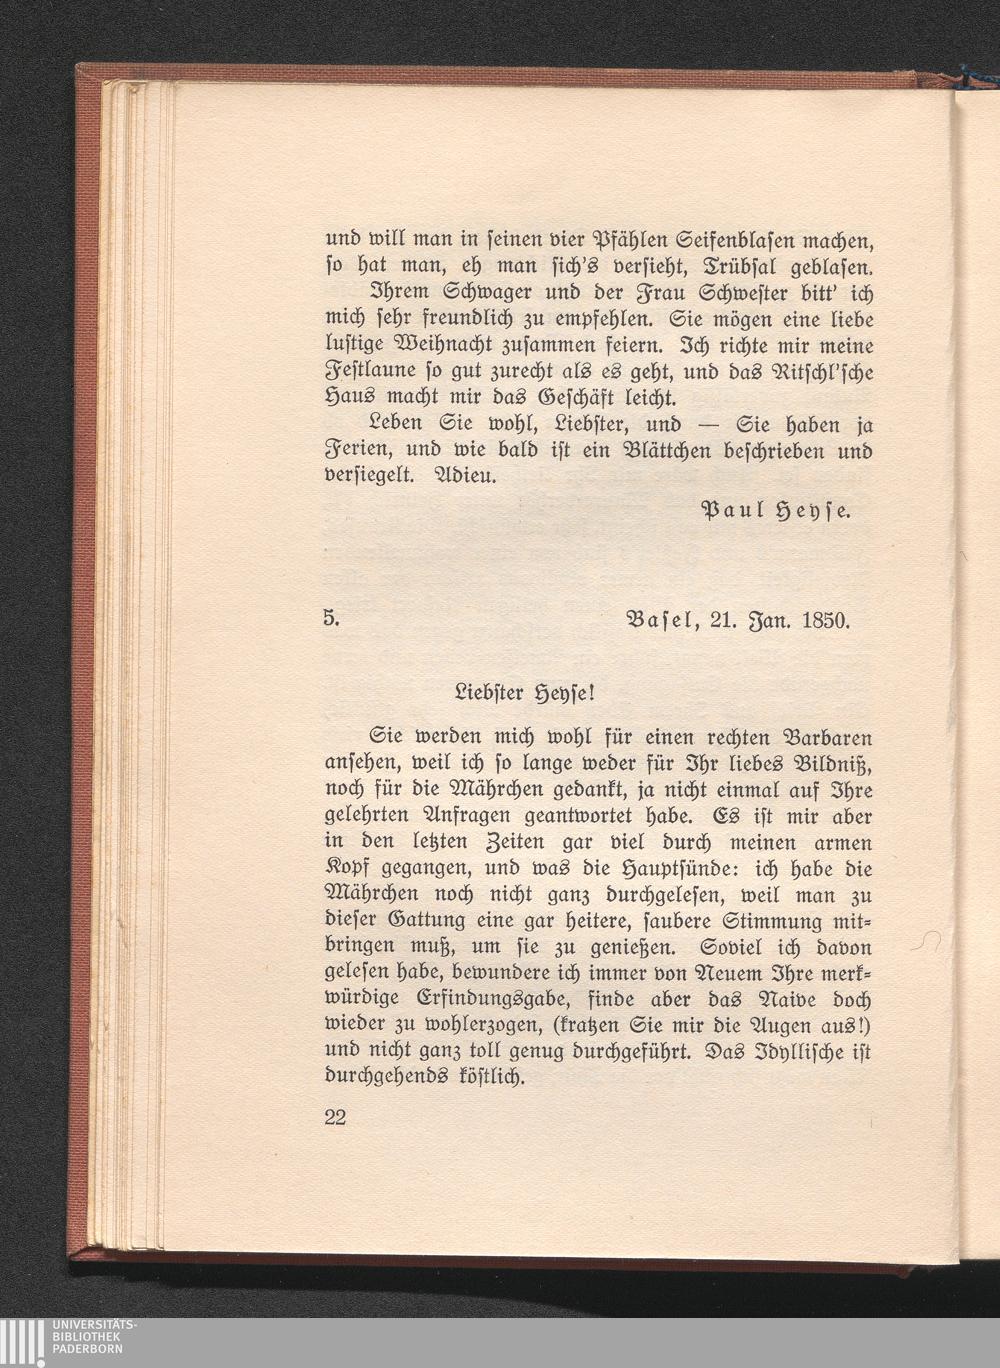 und will man in seinen vier Pfählen Seifenblasen machen,
so hat man, eh man sich's versieht, Trübsal geblasen.
Ihrem Schwager und der Frau Schwester bitt' ich
mich sehr freundlich zu empfehlen. Sie mögen eine liebe
lustige Weihnacht zusammen feiern. Ich richte mir meine
Festlaune so gut zurecht als es geht, und das Ritschl'sche
Haus macht mir das Geschäft leicht.
Leben Sie wohl, Liebster, und — Sie haben ja
Ferien, und wie bald ist ein Blättchen beschrieben und
versiegelt. Adieu.
Paul Heyse.
5. Basel, 21. Jan. 1850.
Liebster Heyse!
Sie werden mich wohl für einen rechten Barbaren
ansehen, weil ich so lange weder für Ihr liebes Bildniß,
noch für die Mährchen gedankt, ja nicht einmal auf Ihre
gelehrten Anfragen geantwortet habe. Es ist mir aber
in den letzten Zeiten gar viel durch meinen armen
Kopf gegangen, und was die Hauptsünde: ich habe die
Mährchen noch nicht ganz durchgelesen, weil man zu
dieser Gattung eine gar heitere, saubere Stimmung mit-
bringen muß, um sie zu genießen. Soviel ich davon
gelesen habe, bewundere ich immer von Neuem Ihre merk-
würdige Erfindungsgabe, finde aber das Naive doch
wieder zu wohlerzogen, (kratzen Sie mir die Augen aus!)
und nicht ganz toll genug durchgeführt. Das Idyllische ist
durchgehends köstlich.
22
UNIVERSITÄTS-
BIBLIOTHEK
PADERBORN